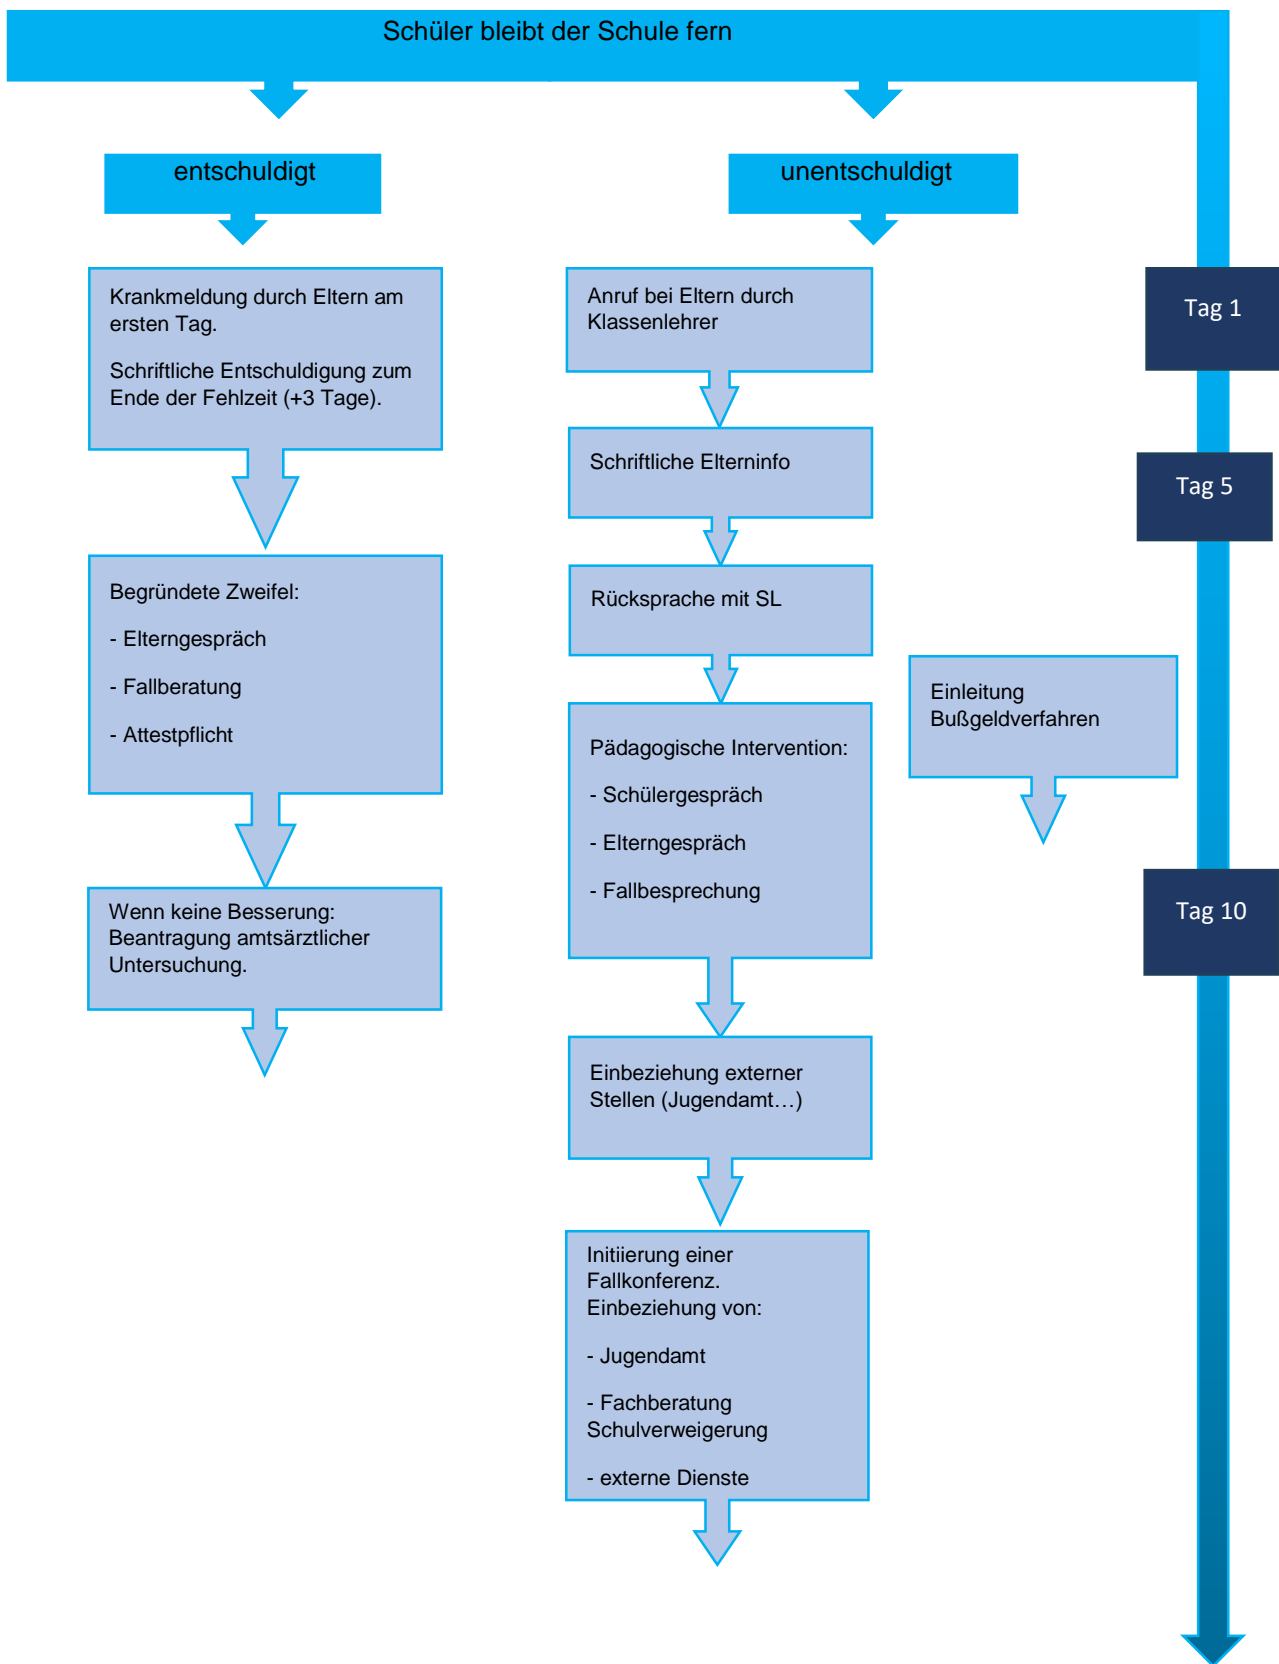 Schüler bleibt der Schule fern
entschuldigt
unentschuldigt
Krankmeldung durch Eltern am
ersten Tag.
Schriftliche Entschuldigung zum
Ende der Fehlzeit (+3 Tage).
Begründete Zweifel:
- Elterngespräch
- Fallberatung
- Attestpflicht
Wenn keine Besserung:
Beantragung amtsärztlicher
Untersuchung.
Anruf bei Eltern durch
Klassenlehrer
Schriftliche Elterninfo
Rücksprache mit SL
Pädagogische Intervention:
- Schülergespräch
- Elterngespräch
- Fallbesprechung
Einbeziehung externer
Stellen (Jugendamt…)
Initiierung einer
Fallkonferenz.
Einbeziehung von:
- Jugendamt
- Fachberatung
Schulverweigerung
- externe Dienste
Einleitung
Bußgeldverfahren
Tag 1
Tag 5
Tag 10